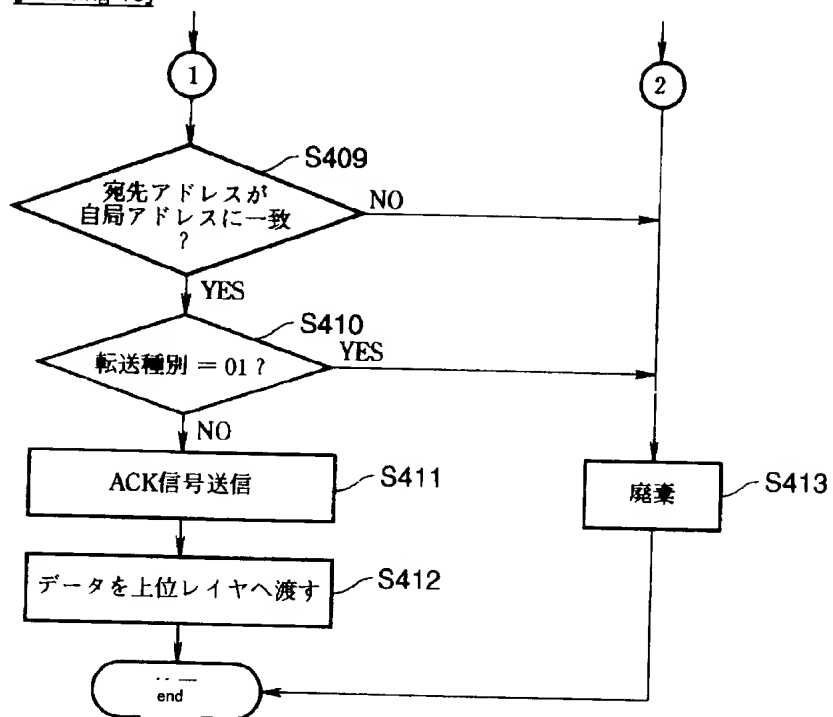 1
2
S409
宛先アドレスが
自局アドレスに一致
?
NO
YES
S410
転送種別 = 01 ?
YES
NO
ACK信号送信
S411
廃棄
S413
データを上位レイヤへ渡す
S412
end